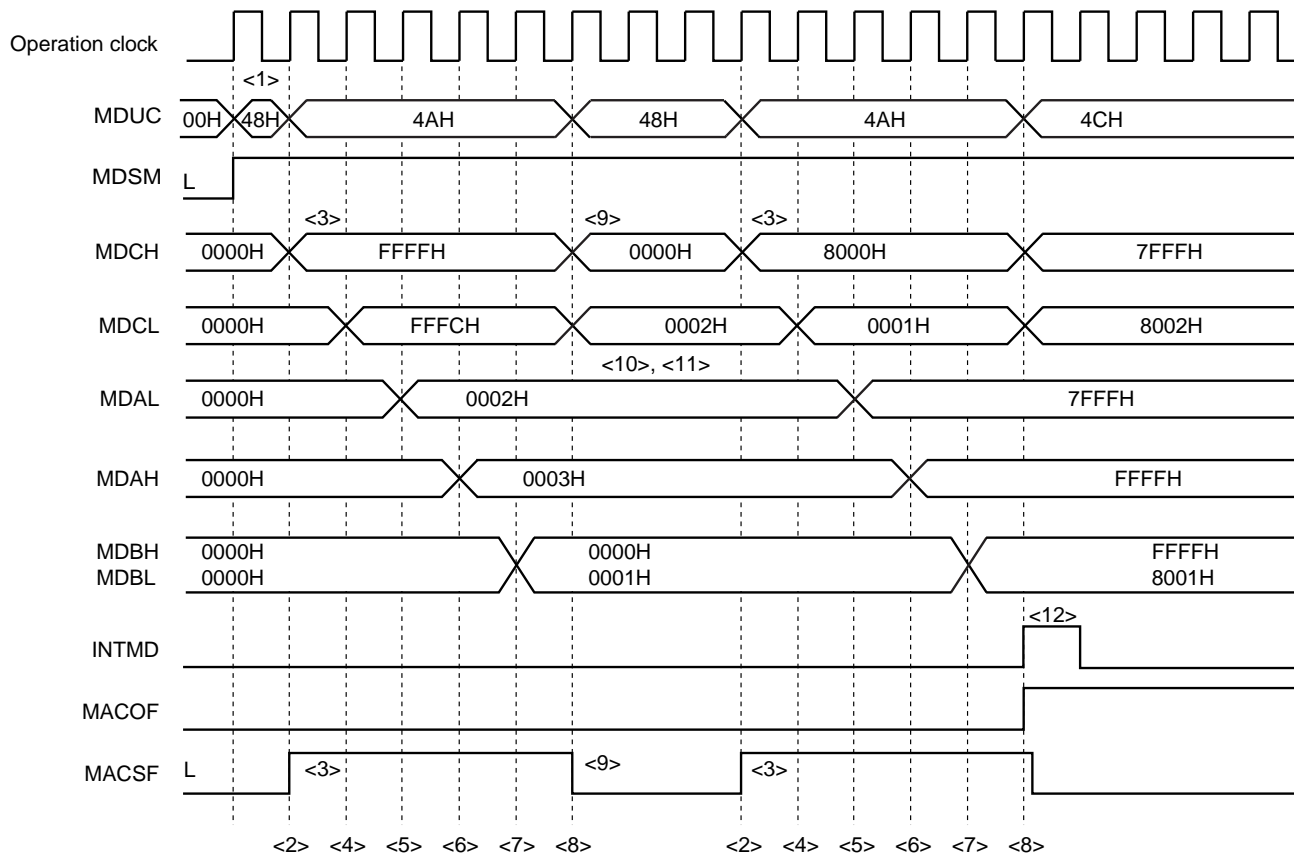 Operation clock
<1>
MDUC 00H 48H 4AH 48H 4AH 4CH
MDSM L
<3> <9> <3>
MDCH 0000H FFFFH 0000H 8000H 7FFFH
MDCL 0000H FFFCH 0002H 0001H 8002H
<10>, <11>
MDAL 0000H 0002H 7FFFH
MDAH 0000H 0003H FFFFH
MDBH 0000H 0000H FFFFH
MDBL 0000H 0001H 8001H
<12>
INTMD
MACOF
MACSF L <3> <9> <3>
<2> <4> <5> <6> <7> <8> <2> <4> <5> <6> <7> <8>